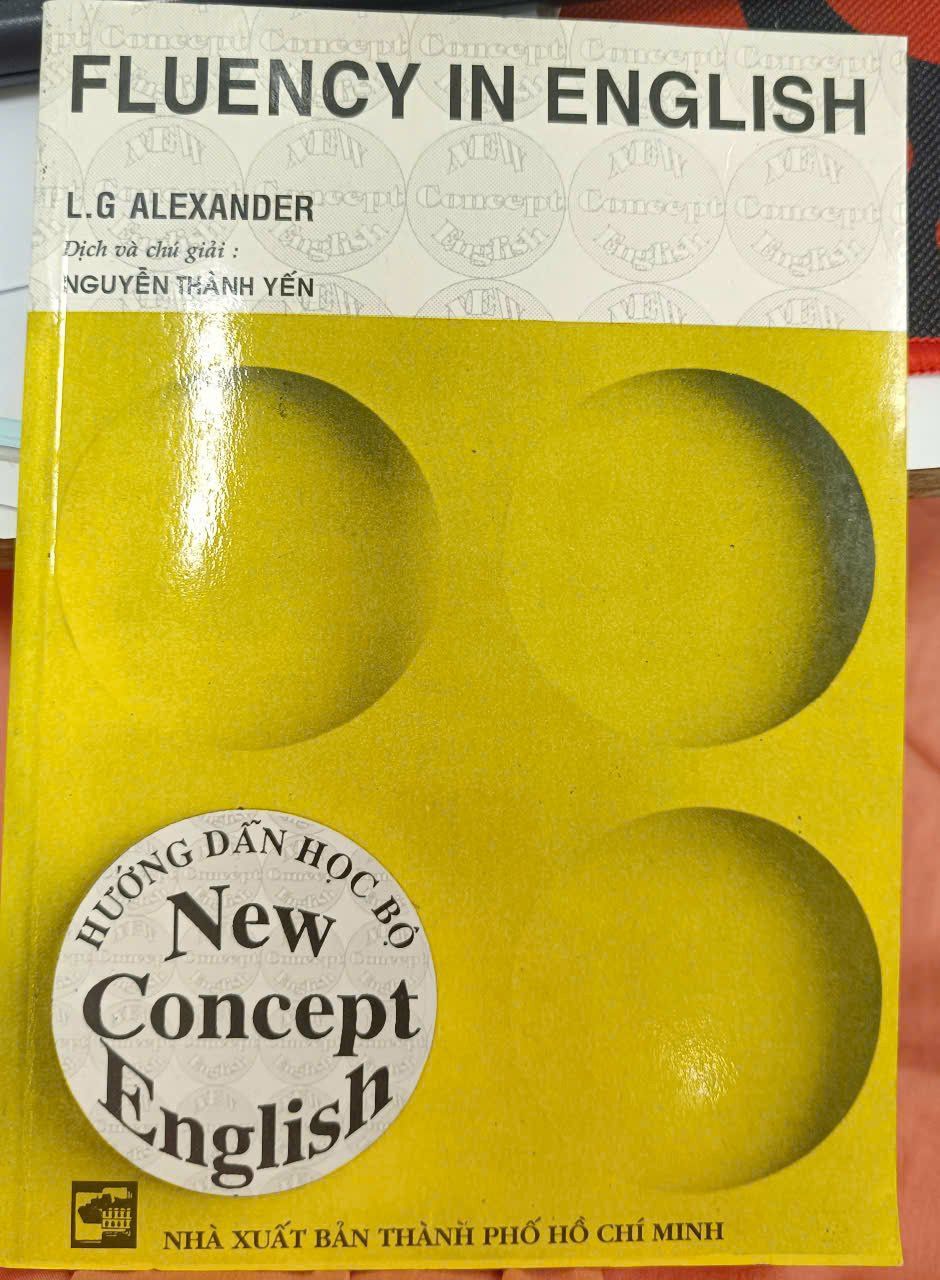 FLUENCY IN ENGLISH
L.G ALEXANDER
Dịch và chú giải :
NGUYỄN THÀNH YẾN
HƯỚNG DẪN HỌC BỘ
New
Concept
English
NHÀ XUẤT BẢN THÀNH PHỐ HỒ CHÍ MINH